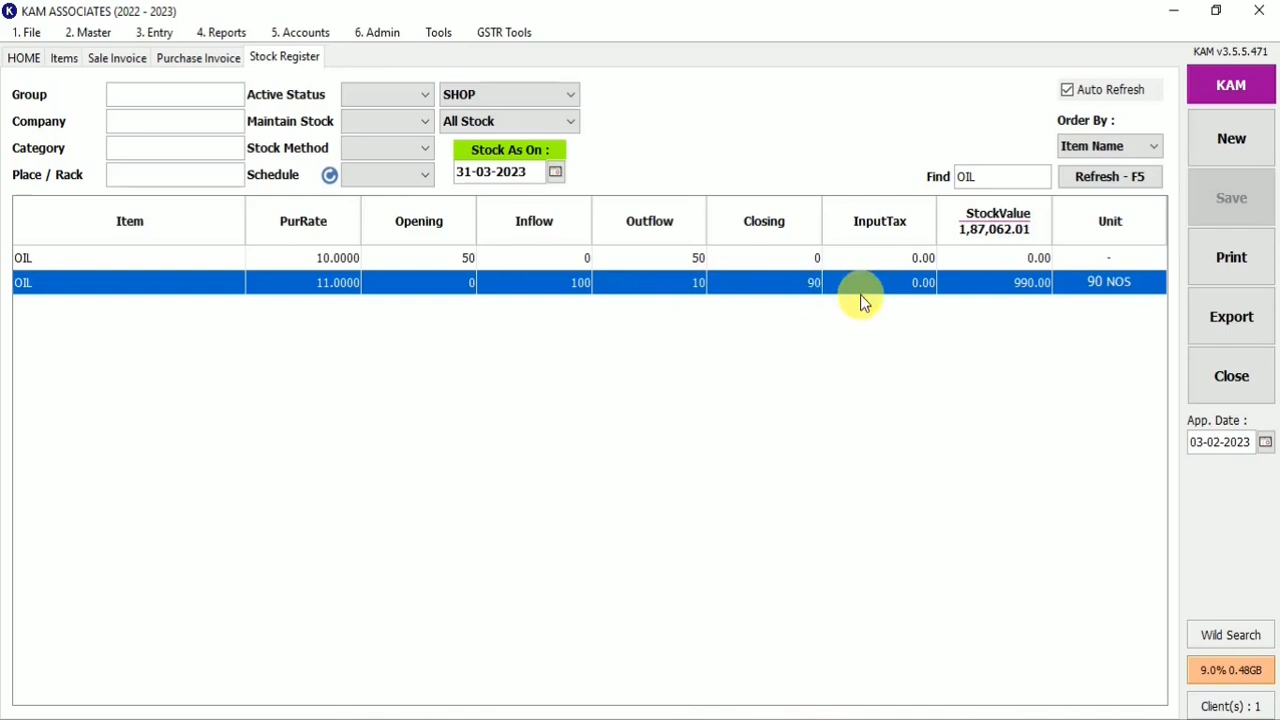 KAM ASSOCIATES (2022 - 2023)
1. File 2. Master 3. Entry 4. Reports 5. Accounts 6. Admin Tools GSTR Tools
HOME Items Sale Invoice Purchase Invoice Stock Register
KAM v3.5.5.471
Group Active Status SHOP
Auto Refresh
KAM
Company Maintain Stock All Stock
Order By :
Category Stock Method Stock As On :
Item Name
New
Place / Rack Schedule 31-03-2023
Find OIL Refresh - F5
Save
Item PurRate Opening Inflow Outflow Closing InputTax StockValue Unit
1,87,062.01
OIL 10.0000 50 0 50 0 0.00 0.00 -
Print
OIL 11.0000 0 100 10 90 0.00 990.00 90 NOS
Export
Close
App. Date :
03-02-2023
Wild Search
9.0% 0.48GB
Client(s) : 1